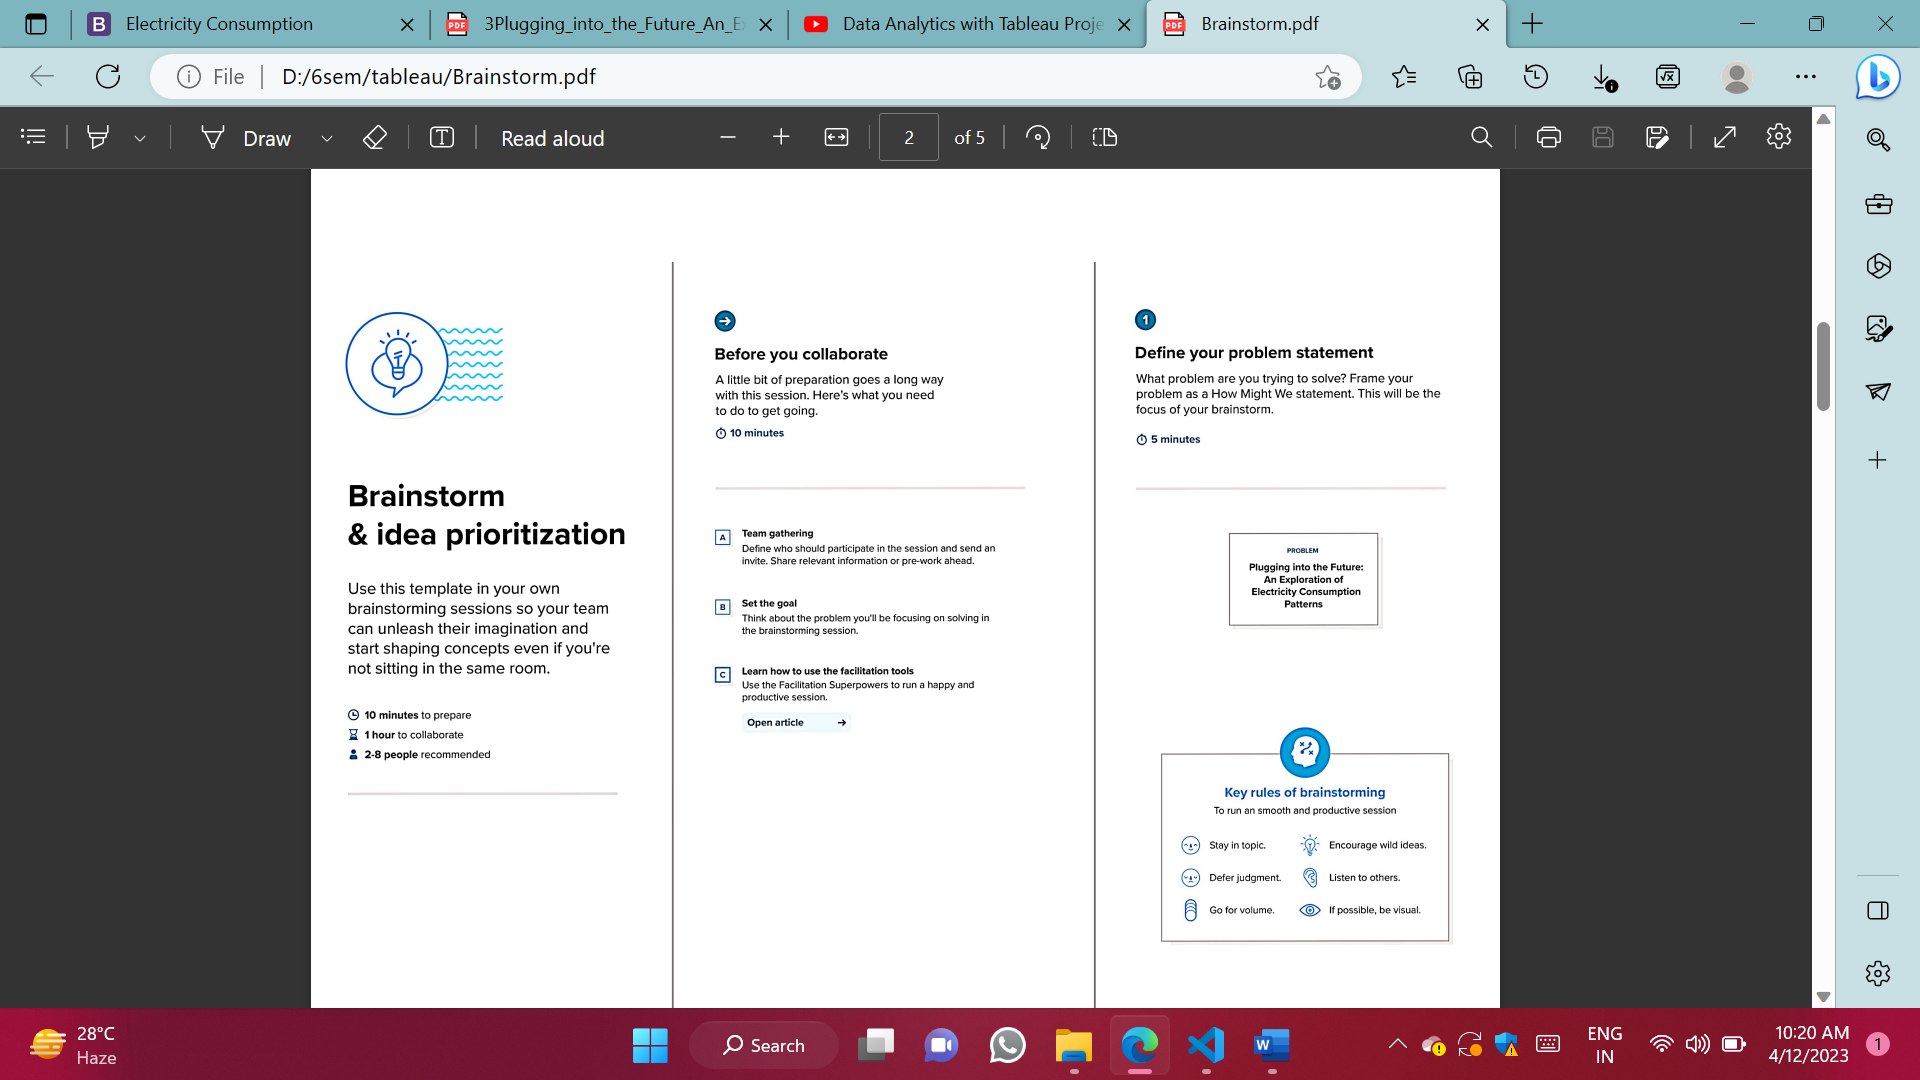 Electricity Consumption
3Plugging_into_the_Future_An_E
Data Analytics with Tableau Proje
Brainstorm.pdf
File
D:/6sem/tableau/Brainstorm.pdf
Draw
Read aloud
2
of 5
Brainstorm
& idea prioritization
Use this template in your own
brainstorming sessions so your team
can unleash their imagination and
start shaping concepts even if you're
not sitting in the same room.
10 minutes to prepare
1 hour to collaborate
2-8 people recommended
Before you collaborate
A little bit of preparation goes a long way
with this session. Here's what you need
to do to get going.
10 minutes
A
Team gathering
Define who should participate in the session and send an
invite. Share relevant information or pre-work ahead.
B
Set the goal
Think about the problem you'll be focusing on solving in
the brainstorming session.
C
Learn how to use the facilitation tools
Use the Facilitation Superpowers to run a happy and
productive session.
Open article
1
Define your problem statement
What problem are you trying to solve? Frame your
problem as a How Might We statement. This will be the
focus of your brainstorm.
5 minutes
PROBLEM
Plugging into the Future:
An Exploration of
Electricity Consumption
Patterns
Key rules of brainstorming
To run an smooth and productive session
Stay in topic.
Encourage wild ideas.
Defer judgment.
Listen to others.
Go for volume.
If possible, be visual.
28°C
Haze
Search
ENG
IN
10:20 AM
4/12/2023
1